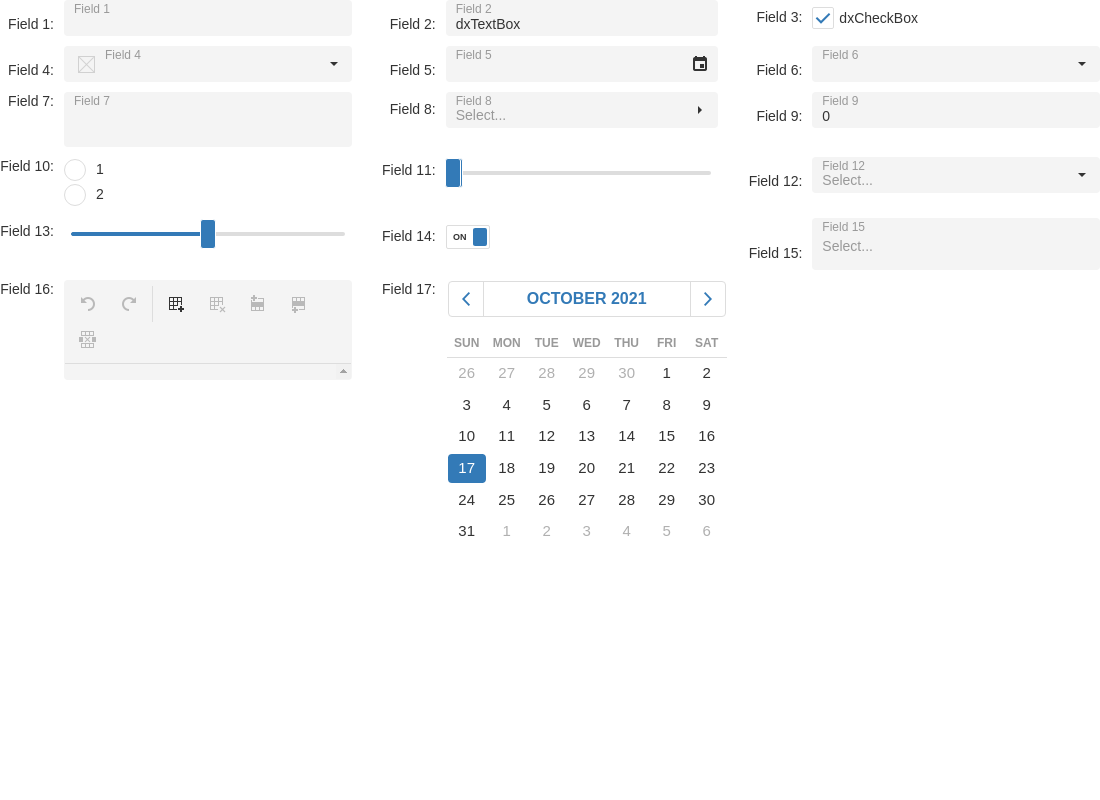 Field 1: Field 1
Field 2: Field 2
dxTextBox
Field 3: dxCheckBox
Field 4: Field 4
Field 5: Field 5
Field 6: Field 6
Field 7: Field 7
Field 8: Field 8
Select...
Field 9: Field 9
0
Field 10: 1
2
Field 11:
Field 12: Field 12
Select...
Field 13:
Field 14: ON
Field 15: Field 15
Select...
Field 16:
Field 17: OCTOBER 2021
SUN MON TUE WED THU FRI SAT
26 27 28 29 30 1 2
3 4 5 6 7 8 9
10 11 12 13 14 15 16
17 18 19 20 21 22 23
24 25 26 27 28 29 30
31 1 2 3 4 5 6